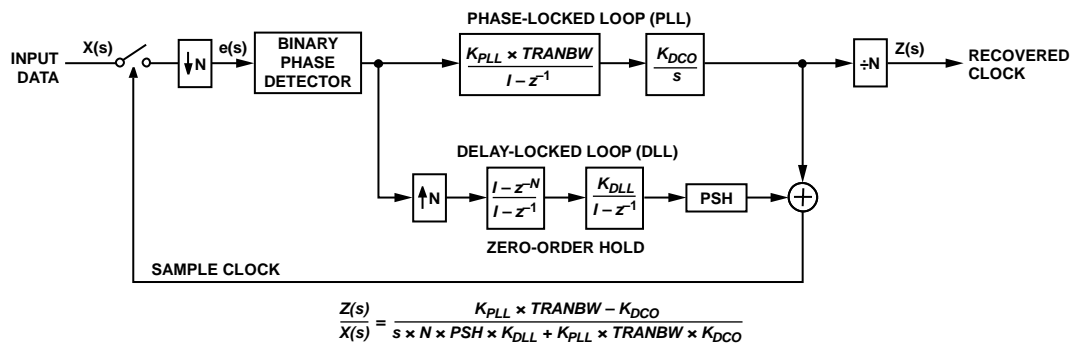 PHASE-LOCKED LOOP (PLL)
INPUT
DATA
X(s)
↓N
e(s)
BINARY
PHASE
DETECTOR
K_PLL × TRANBW
I – z⁻¹
K_DCO
s
÷N
Z(s)
RECOVERED
CLOCK
DELAY-LOCKED LOOP (DLL)
↑N
I – z⁻ᴺ
I – z⁻¹
K_DLL
I – z⁻¹
PSH
+
ZERO-ORDER HOLD
SAMPLE CLOCK
Z(s)
X(s)
=
K_PLL × TRANBW – K_DCO
s × N × PSH × K_DLL + K_PLL × TRANBW × K_DCO